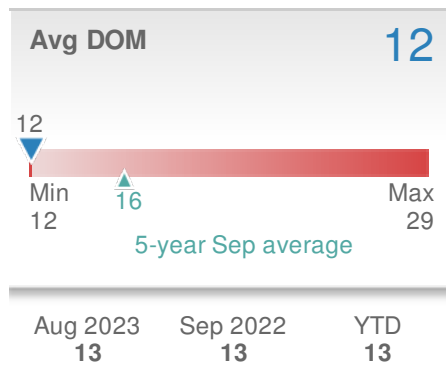 Avg DOM 12
12
Min Max
16
12 29
5-year Sep average
Aug 2023 Sep 2022 YTD
13 13 13